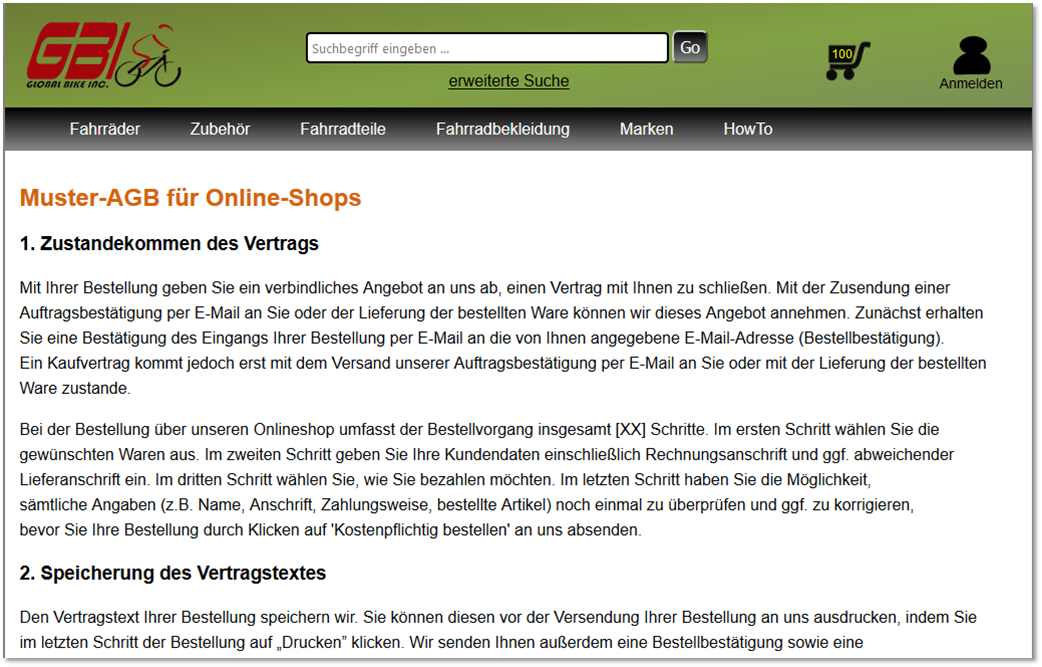 GBI
GLOBAL BIKE INC.
Suchbegriff eingeben ...
Go
erweiterte Suche
100
Anmelden
Fahrräder Zubehör Fahrradteile Fahrradbekleidung Marken HowTo
Muster-AGB für Online-Shops
1. Zustandekommen des Vertrags
Mit Ihrer Bestellung geben Sie ein verbindliches Angebot an uns ab, einen Vertrag mit Ihnen zu schließen. Mit der Zusendung einer
Auftragsbestätigung per E-Mail an Sie oder der Lieferung der bestellten Ware können wir dieses Angebot annehmen. Zunächst erhalten
Sie eine Bestätigung des Eingangs Ihrer Bestellung per E-Mail an die von Ihnen angegebene E-Mail-Adresse (Bestellbestätigung).
Ein Kaufvertrag kommt jedoch erst mit dem Versand unserer Auftragsbestätigung per E-Mail an Sie oder mit der Lieferung der bestellten
Ware zustande.
Bei der Bestellung über unseren Onlineshop umfasst der Bestellvorgang insgesamt [XX] Schritte. Im ersten Schritt wählen Sie die
gewünschten Waren aus. Im zweiten Schritt geben Sie Ihre Kundendaten einschließlich Rechnungsanschrift und ggf. abweichender
Lieferanschrift ein. Im dritten Schritt wählen Sie, wie Sie bezahlen möchten. Im letzten Schritt haben Sie die Möglichkeit,
sämtliche Angaben (z.B. Name, Anschrift, Zahlungsweise, bestellte Artikel) noch einmal zu überprüfen und ggf. zu korrigieren,
bevor Sie Ihre Bestellung durch Klicken auf 'Kostenpflichtig bestellen' an uns absenden.
2. Speicherung des Vertragstextes
Den Vertragstext Ihrer Bestellung speichern wir. Sie können diesen vor der Versendung Ihrer Bestellung an uns ausdrucken, indem Sie
im letzten Schritt der Bestellung auf „Drucken” klicken. Wir senden Ihnen außerdem eine Bestellbestätigung sowie eine